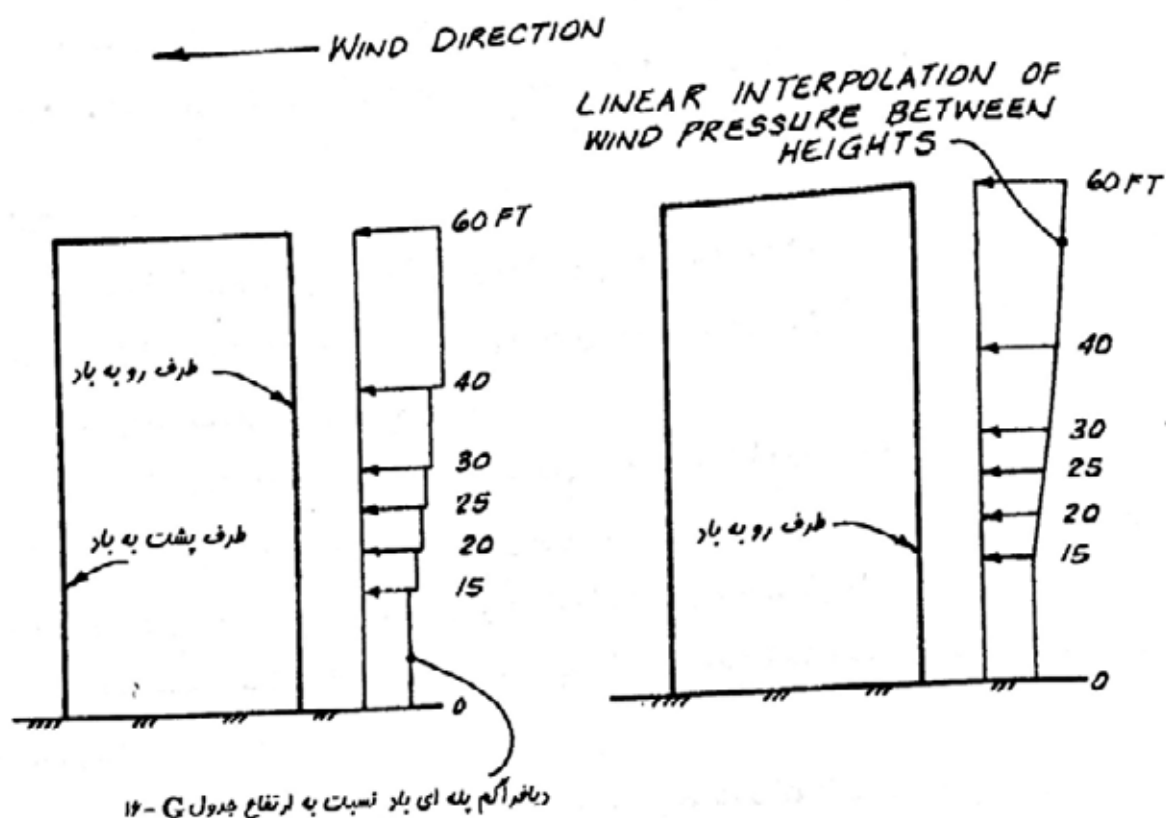 WIND DIRECTION
LINEAR INTERPOLATION OF
WIND PRESSURE BETWEEN
HEIGHTS
60 FT
40
30
25
20
15
0
طرف رو به باد
طرف پشت به باد
60 FT
40
30
25
20
15
0
طرف رو به باد
دیافراگم پله ای باد نسبت به ارتفاع جدول ۱۶-G